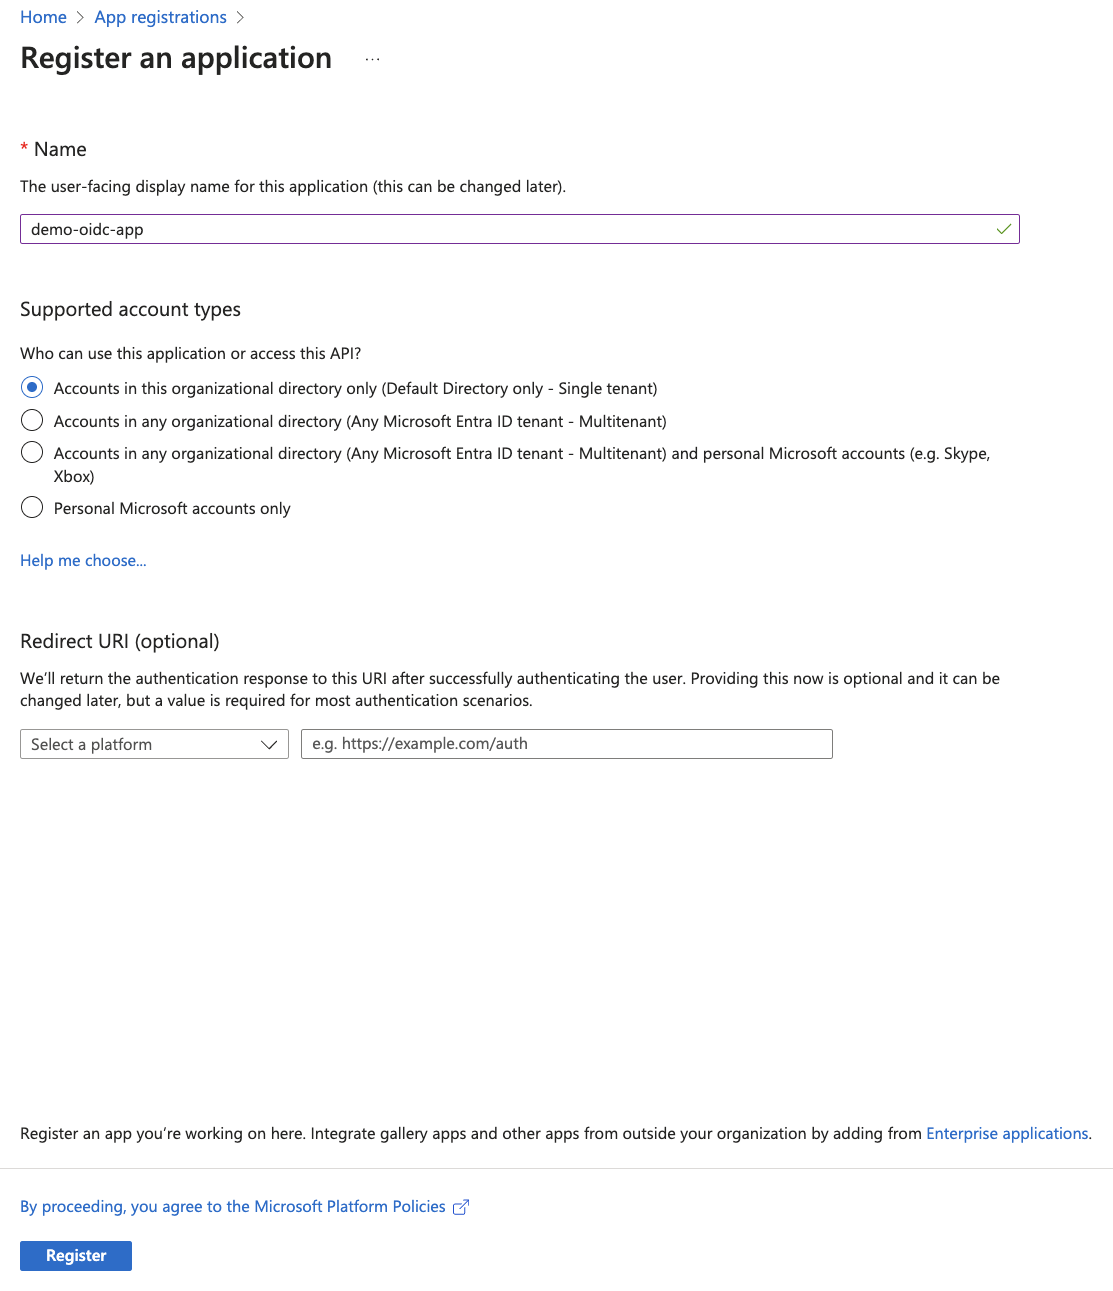 Home > App registrations >
Register an application ...
* Name
The user-facing display name for this application (this can be changed later).
demo-oidc-app
Supported account types
Who can use this application or access this API?
Accounts in this organizational directory only (Default Directory only - Single tenant)
Accounts in any organizational directory (Any Microsoft Entra ID tenant - Multitenant)
Accounts in any organizational directory (Any Microsoft Entra ID tenant - Multitenant) and personal Microsoft accounts (e.g. Skype,
Xbox)
Personal Microsoft accounts only
Help me choose...
Redirect URI (optional)
We'll return the authentication response to this URI after successfully authenticating the user. Providing this now is optional and it can be
changed later, but a value is required for most authentication scenarios.
Select a platform
e.g. https://example.com/auth
Register an app you're working on here. Integrate gallery apps and other apps from outside your organization by adding from Enterprise applications.
By proceeding, you agree to the Microsoft Platform Policies
Register